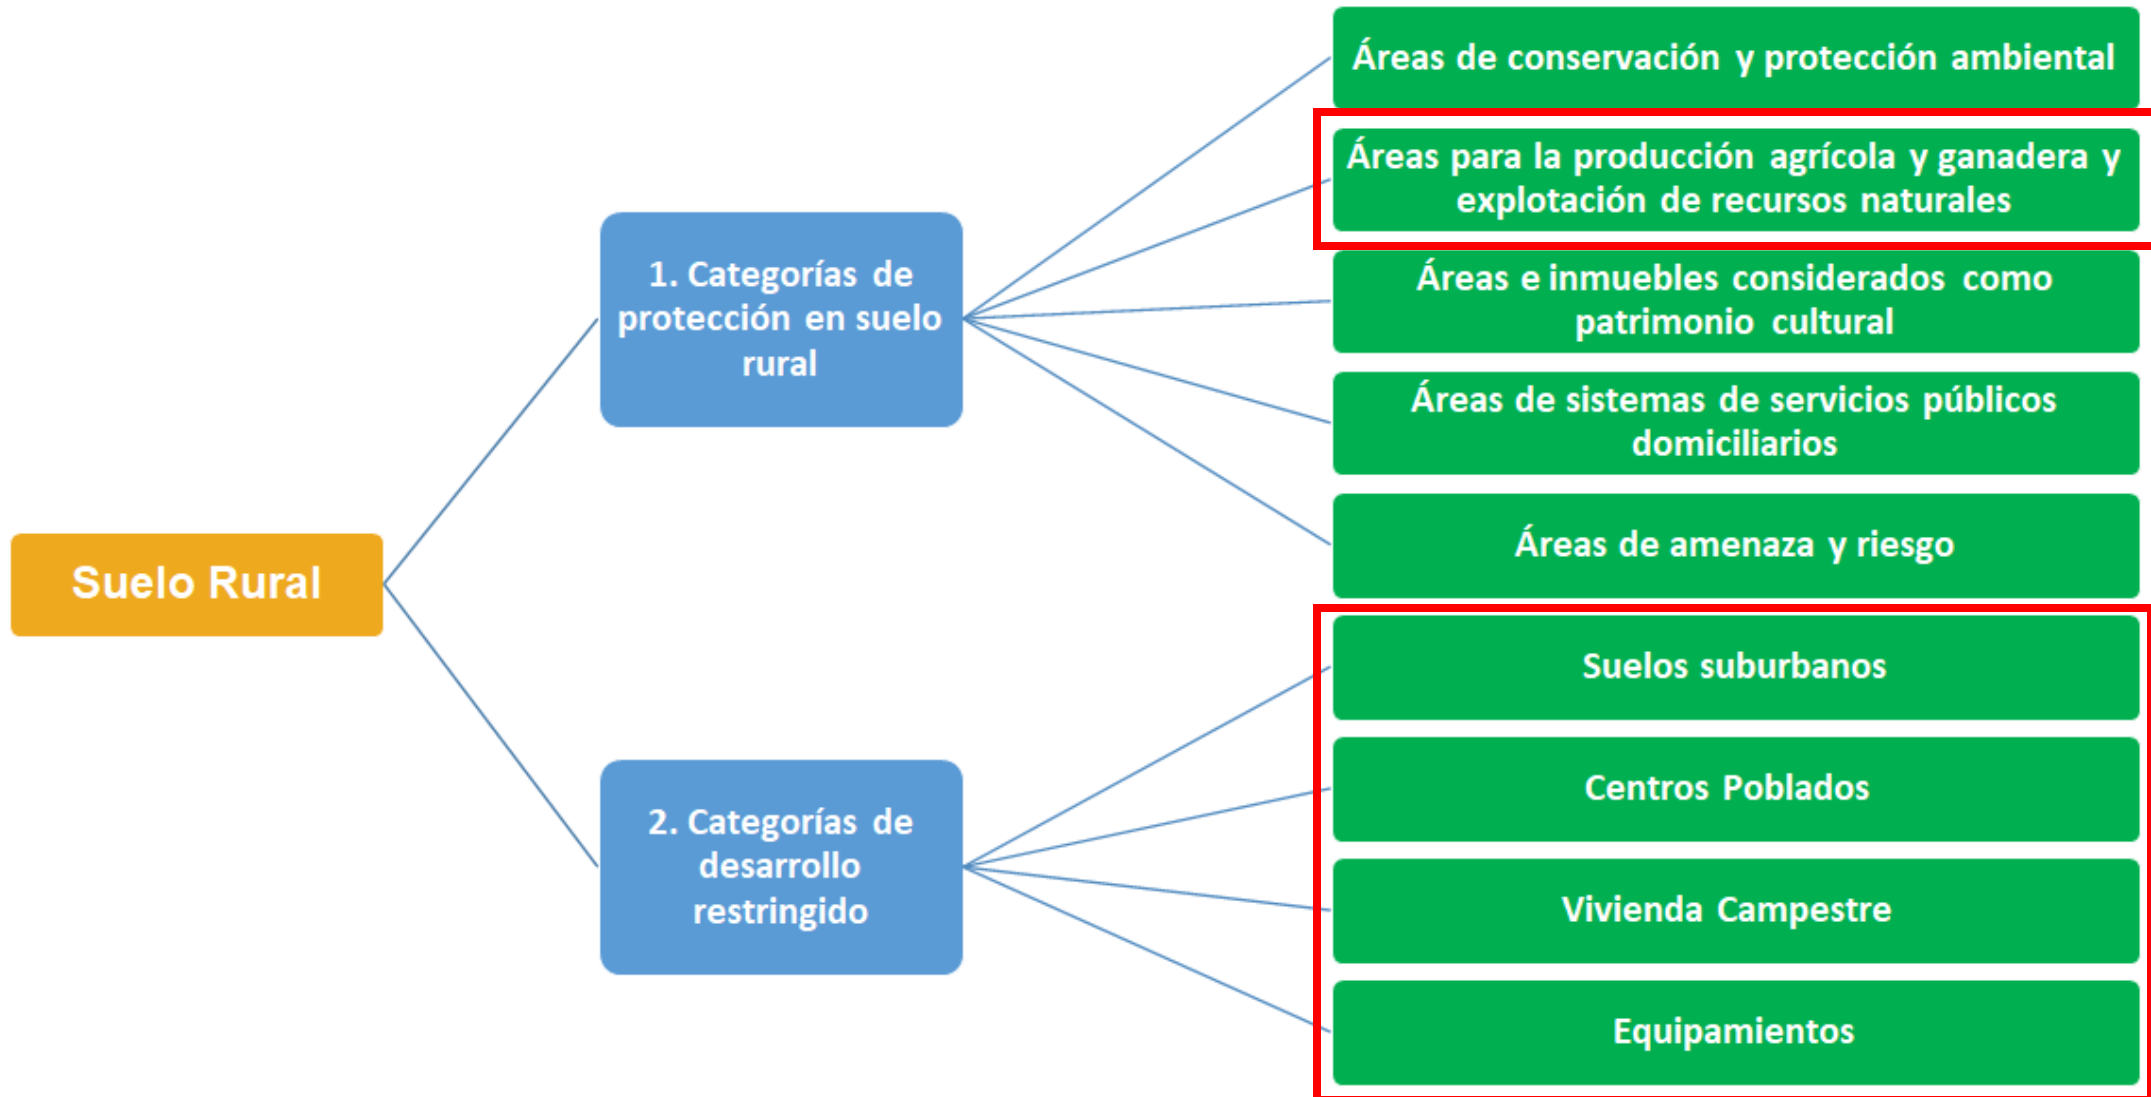 Suelo Rural
1. Categorías de
protección en suelo
rural
Áreas de conservación y protección ambiental
Áreas para la producción agrícola y ganadera y
explotación de recursos naturales
Áreas e inmuebles considerados como
patrimonio cultural
Áreas de sistemas de servicios públicos
domiciliarios
Áreas de amenaza y riesgo
2. Categorías de
desarrollo
restringido
Suelos suburbanos
Centros Poblados
Vivienda Campestre
Equipamientos